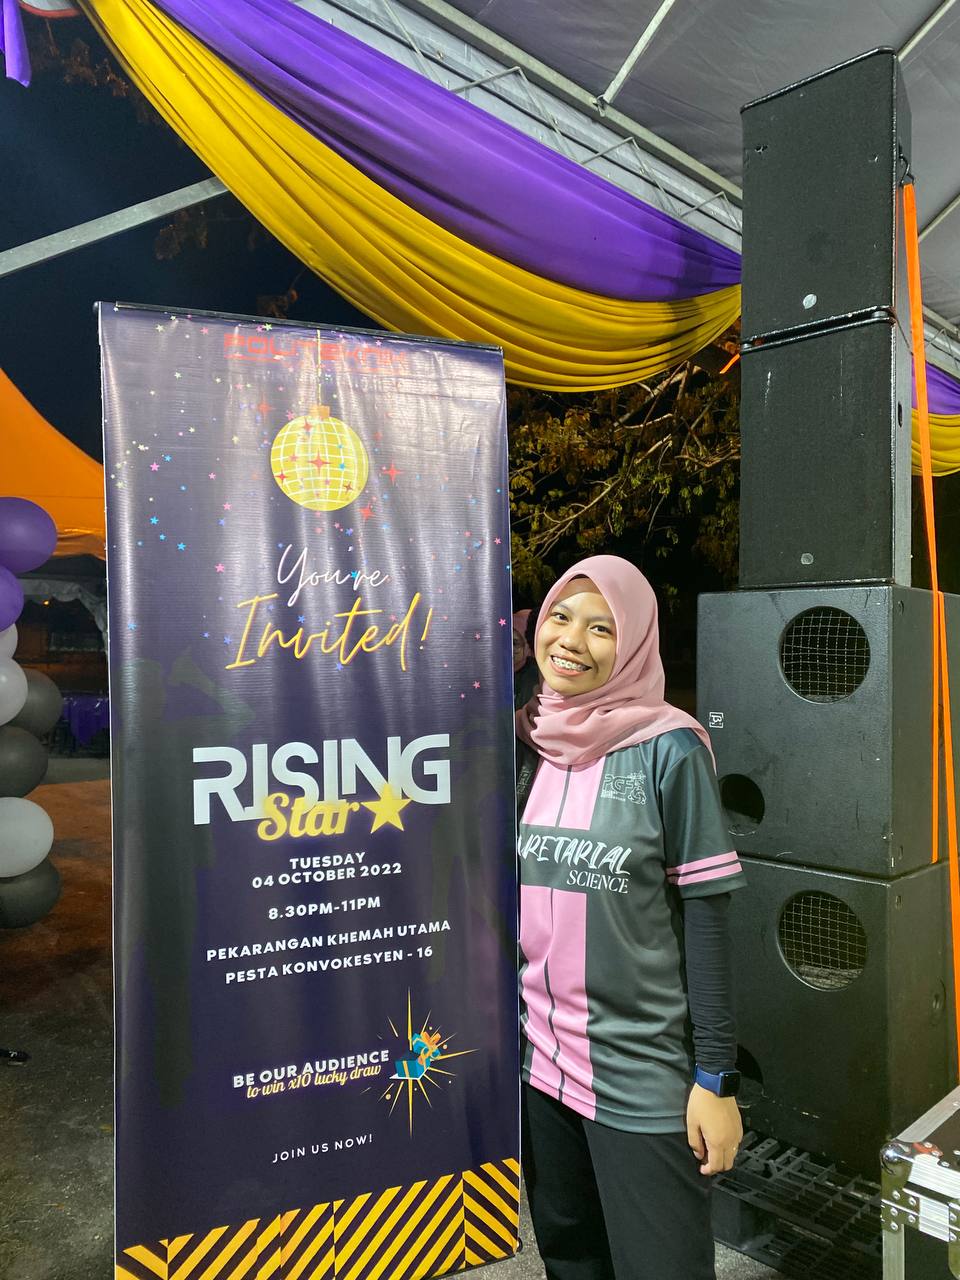 POLITEKNIK
You're
Invited!
RISING
Star
TUESDAY
04 OCTOBER 2022
8.30PM-11PM
PEKARANGAN KHEMAH UTAMA
PESTA KONVOKESYEN - 16
BE OUR AUDIENCE
to win x10 lucky draw
JOIN US NOW!
SCIENCE